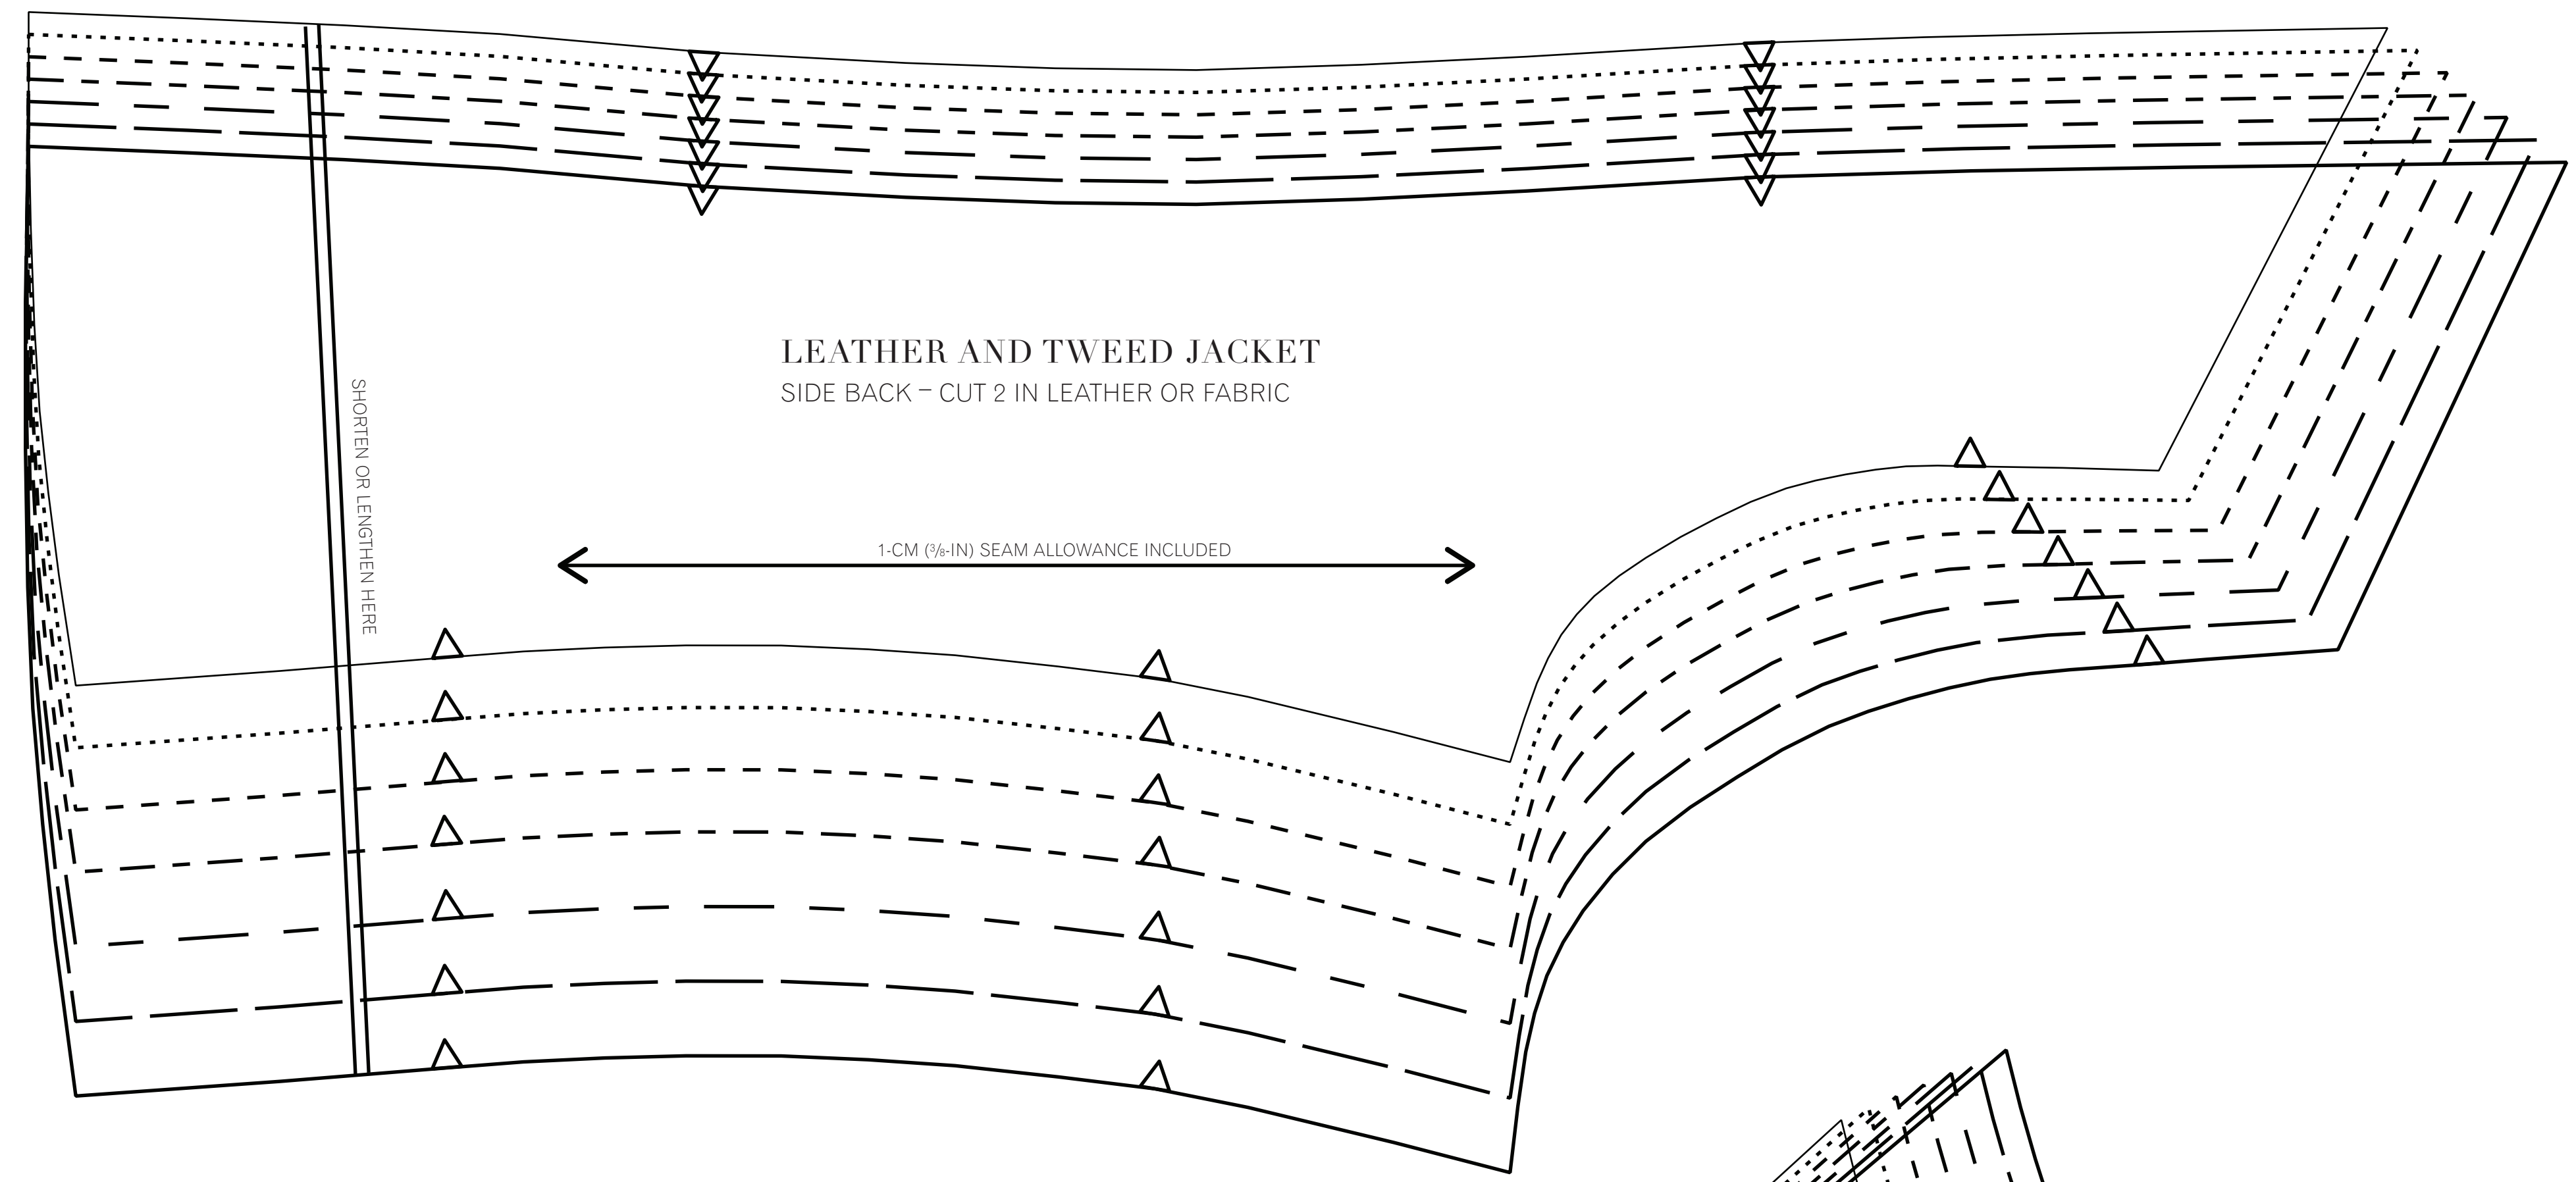 LEATHER AND TWEED JACKET
SIDE BACK – CUT 2 IN LEATHER OR FABRIC
SHORTEN OR LENGTHEN HERE
1-CM (3/8-IN) SEAM ALLOWANCE INCLUDED